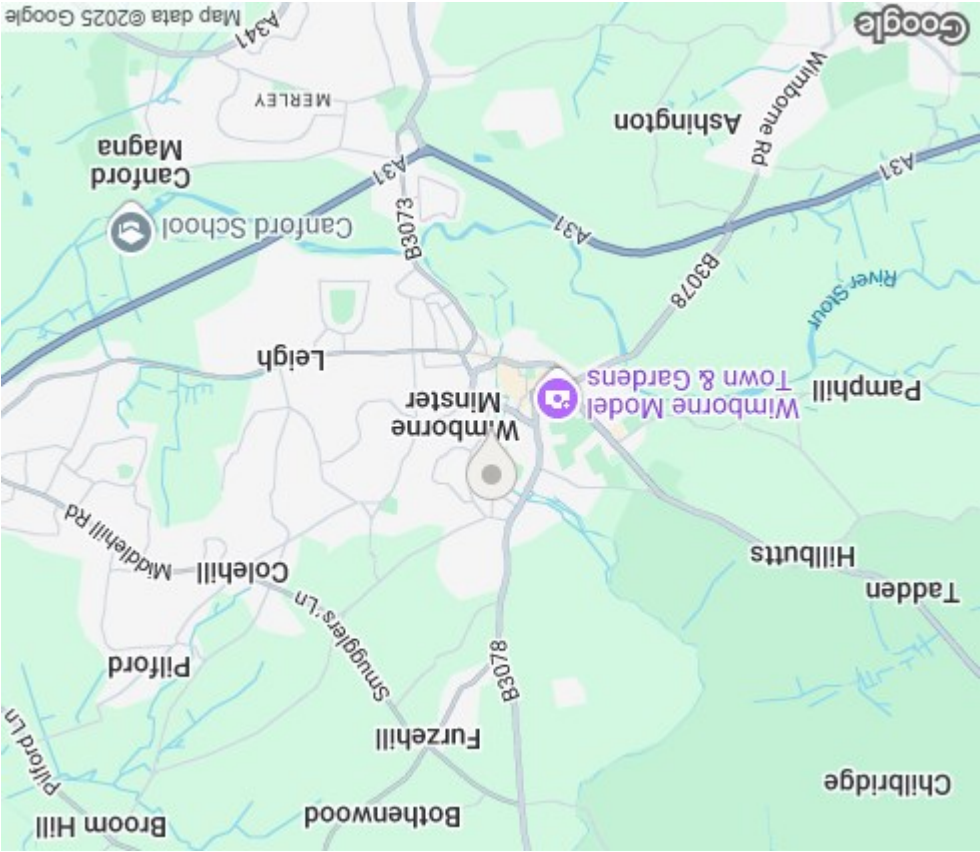 Broom Hill
Bothenwood
Chilbridge
Pilford Ln
Furzehill
B3078
Pilford
Smugglers' Ln
Tadden
Colehill
Hillbutts
Middlehill Rd
Wimborne
Minster
Wimborne Model
Town & Gardens
Pamphill
Leigh
River Stour
B3078
B3073
Canford School
A31
A31
A31
Canford
Magna
Wimborne Rd
Ashington
MERLEY
A341
Google
Map data ©2025 Google